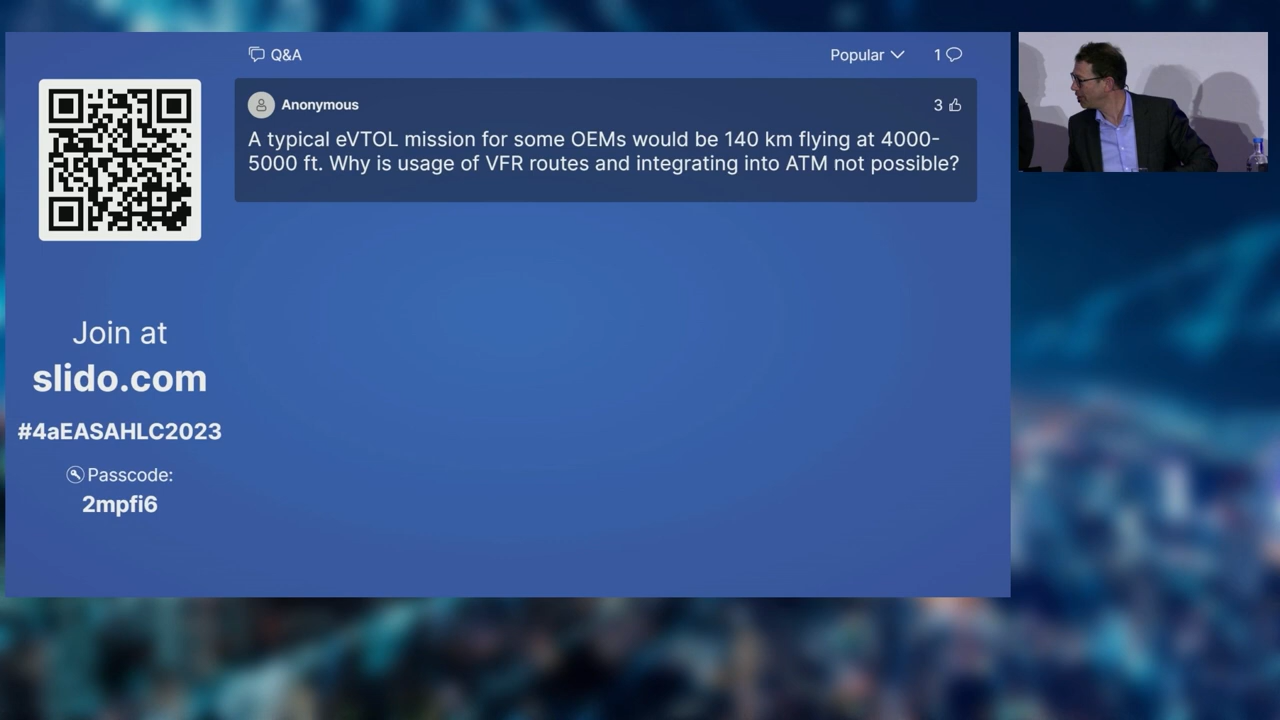 Q&A
Popular
1
Anonymous
3
A typical eVTOL mission for some OEMs would be 140 km flying at 4000-
5000 ft. Why is usage of VFR routes and integrating into ATM not possible?
Join at
slido.com
#4aEASAHLC2023
Passcode:
2mpfi6